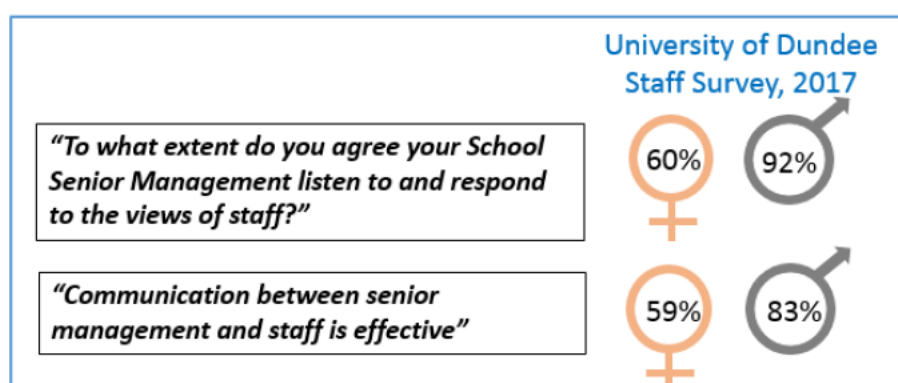 University of Dundee
Staff Survey, 2017
“To what extent do you agree your School
Senior Management listen to and respond
to the views of staff?”
60%
92%
“Communication between senior
management and staff is effective”
59%
83%